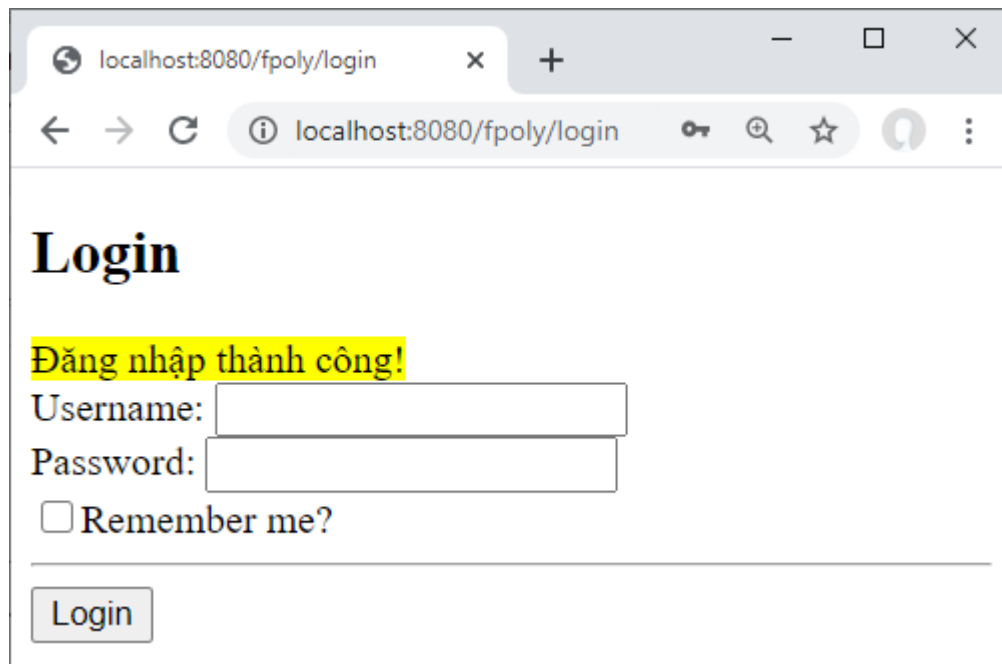 localhost:8080/fpoly/login
localhost:8080/fpoly/login
Login
Đăng nhập thành công!
Username:
Password:
Remember me?
Login